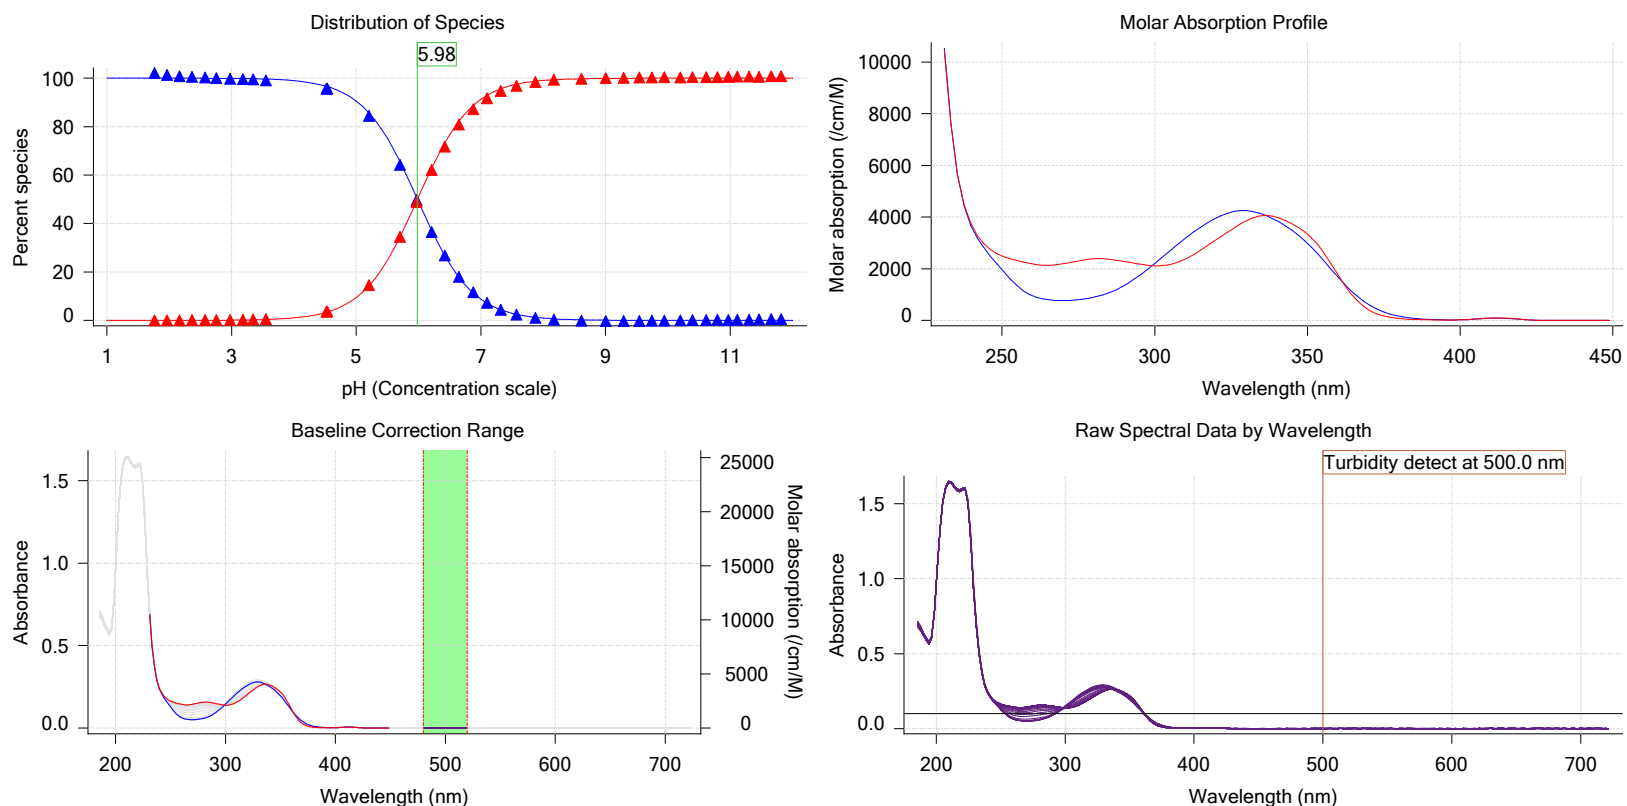 Distribution of Species
5.98
100
80
60
40
20
0
Percent species
1 3 5 7 9 11
pH (Concentration scale)
Molar Absorption Profile
10000
8000
6000
4000
2000
0
Molar absorption (/cm/M)
250 300 350 400 450
Wavelength (nm)
Baseline Correction Range
1.5
1.0
0.5
0.0
Absorbance
25000
20000
15000
10000
5000
0
Molar absorption (/cm/M)
200 300 400 500 600 700
Wavelength (nm)
Raw Spectral Data by Wavelength
Turbidity detect at 500.0 nm
1.5
1.0
0.5
0.0
Absorbance
200 300 400 500 600 700
Wavelength (nm)